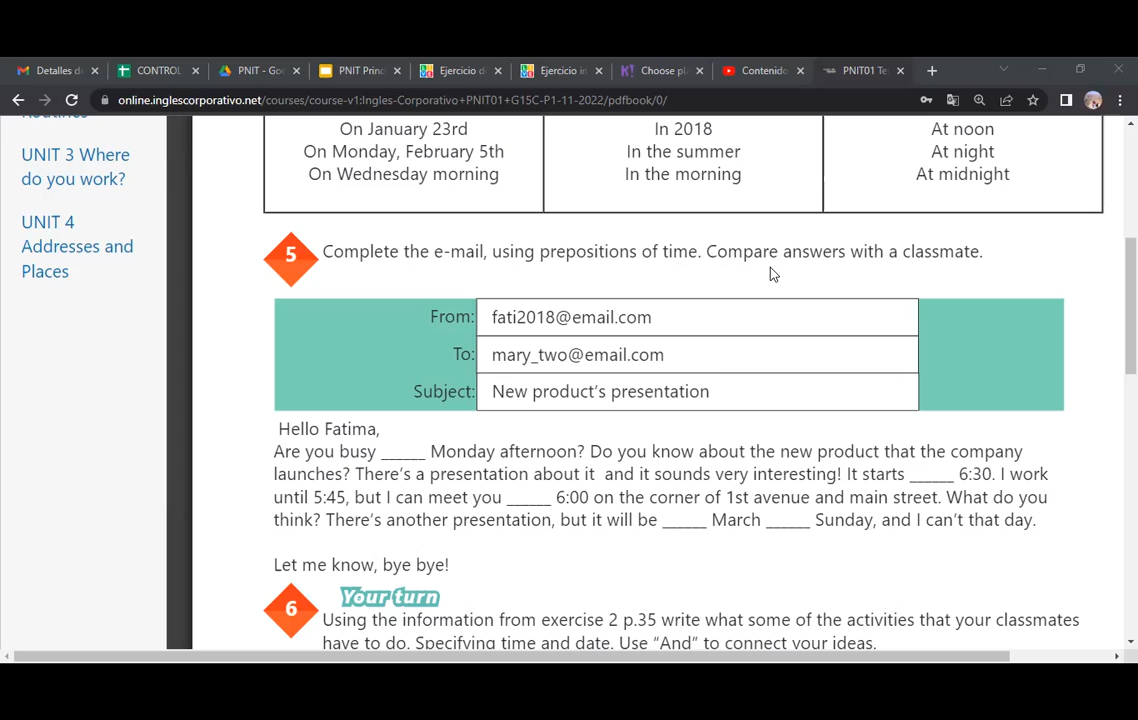 Detalles d
CONTROL
PNIT - Goo
PNIT Princ
Ejercicio de
Ejercicio in
Choose pl
Contenido
PNIT01 Te
online.inglescorporativo.net/courses/course-v1:Ingles-Corporativo+PNIT01+G15C-P1-11-2022/pdfbook/0/
Routines
UNIT 3 Where
do you work?
UNIT 4
Addresses and
Places
On January 23rd In 2018 At noon
On Monday, February 5th In the summer At night
On Wednesday morning In the morning At midnight
5 Complete the e-mail, using prepositions of time. Compare answers with a classmate.
From: fati2018@email.com
To: mary_two@email.com
Subject: New product's presentation
Hello Fatima,
Are you busy ______ Monday afternoon? Do you know about the new product that the company
launches? There's a presentation about it and it sounds very interesting! It starts ______ 6:30. I work
until 5:45, but I can meet you ______ 6:00 on the corner of 1st avenue and main street. What do you
think? There's another presentation, but it will be ______ March ______ Sunday, and I can't that day.
Let me know, bye bye!
Your turn
6 Using the information from exercise 2 p.35 write what some of the activities that your classmates
have to do. Specifying time and date. Use “And” to connect your ideas.